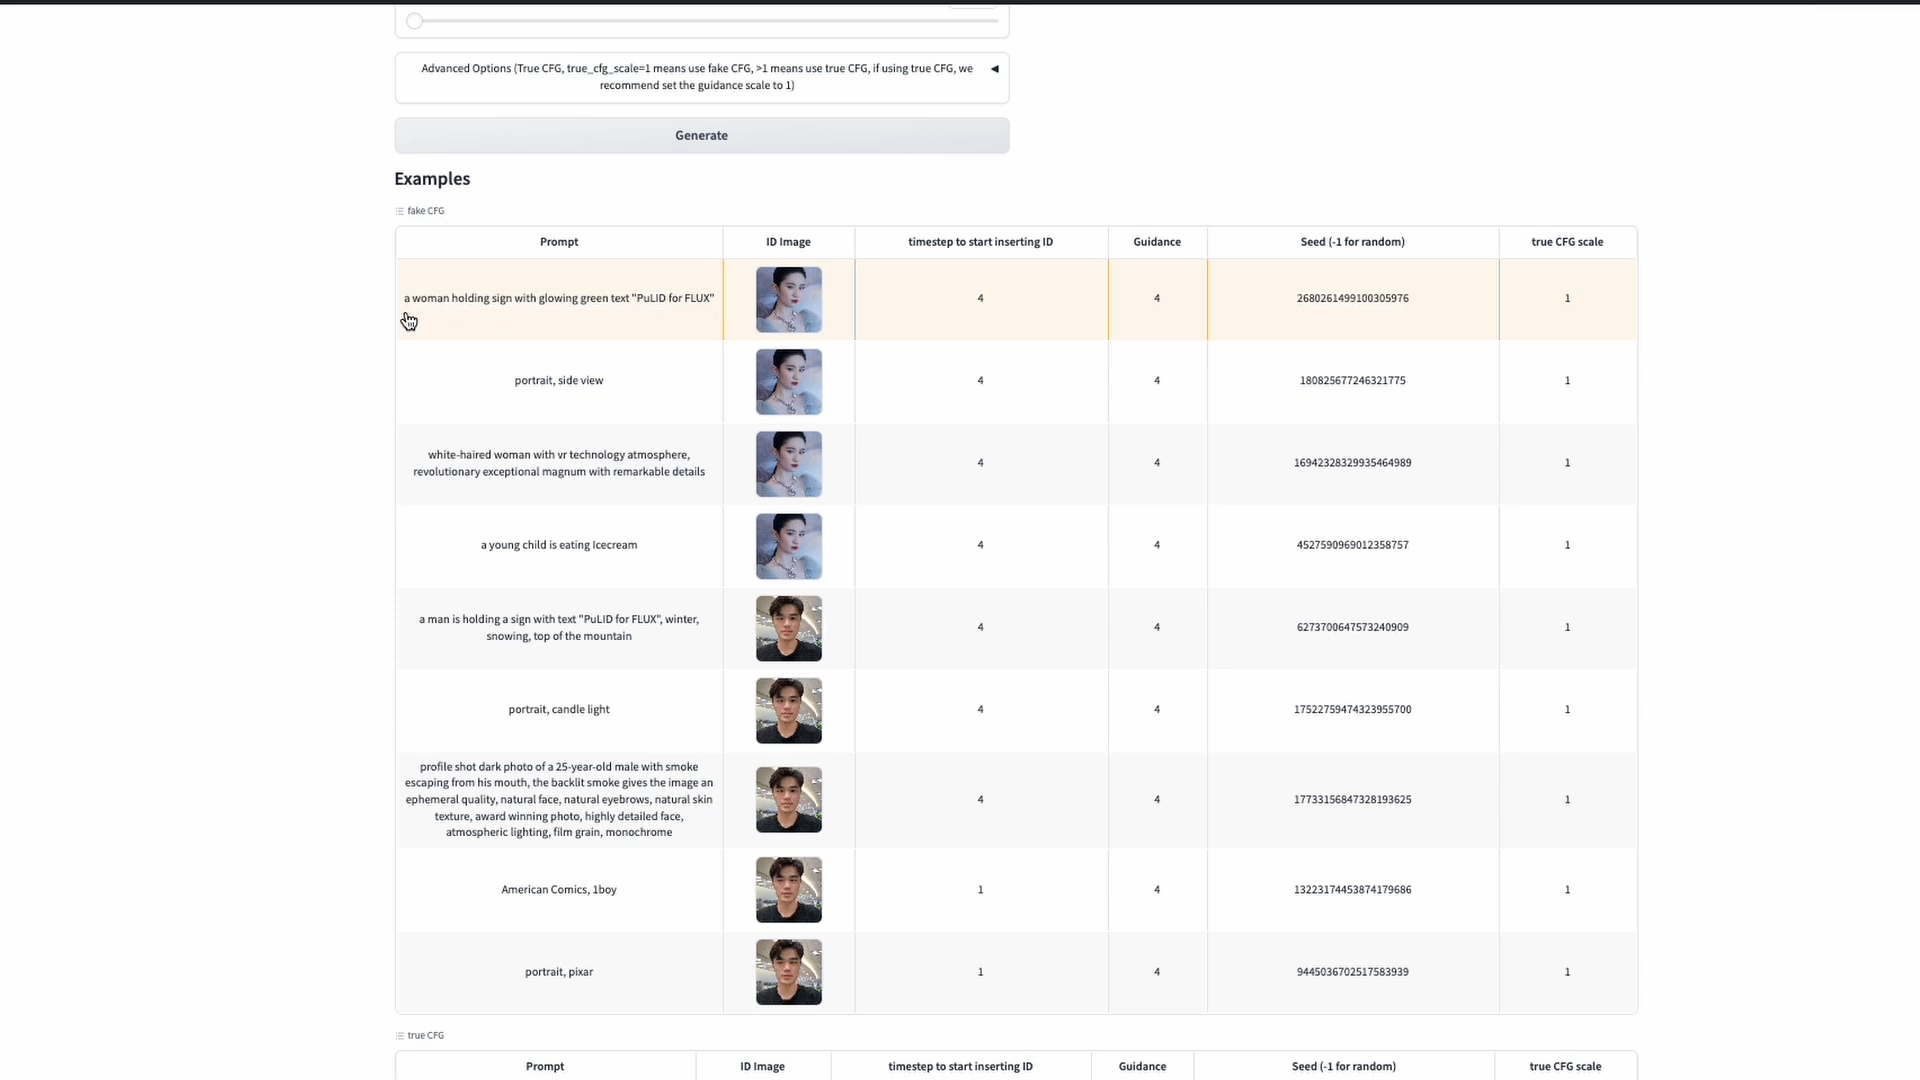 Advanced Options (True CFG, true_cfg_scale=1 means use fake CFG, >1 means use true CFG, if using true CFG, we
recommend set the guidance scale to 1)
Generate
Examples
fake CFG
Prompt ID Image timestep to start inserting ID Guidance Seed (-1 for random) true CFG scale
a woman holding sign with glowing green text "PuLID for FLUX" 4 4 2680261499100305976 1
portrait, side view 4 4 180825677246321775 1
white-haired woman with vr technology atmosphere,
revolutionary exceptional magnum with remarkable details
4 4 16942328329935464989 1
a young child is eating Icecream 4 4 4527590969012358757 1
a man is holding a sign with text "PuLID for FLUX", winter,
snowing, top of the mountain
4 4 6273700647573240909 1
portrait, candle light 4 4 17522759474323955700 1
profile shot dark photo of a 25-year-old male with smoke
escaping from his mouth, the backlit smoke gives the image an
ephemeral quality, natural face, natural eyebrows, natural skin
texture, award winning photo, highly detailed face,
atmospheric lighting, film grain, monochrome
4 4 17733156847328193625 1
American Comics, 1boy 1 4 13223174453874179686 1
portrait, pixar 1 4 9445036702517583939 1
true CFG
Prompt ID Image timestep to start inserting ID Guidance Seed (-1 for random) true CFG scale